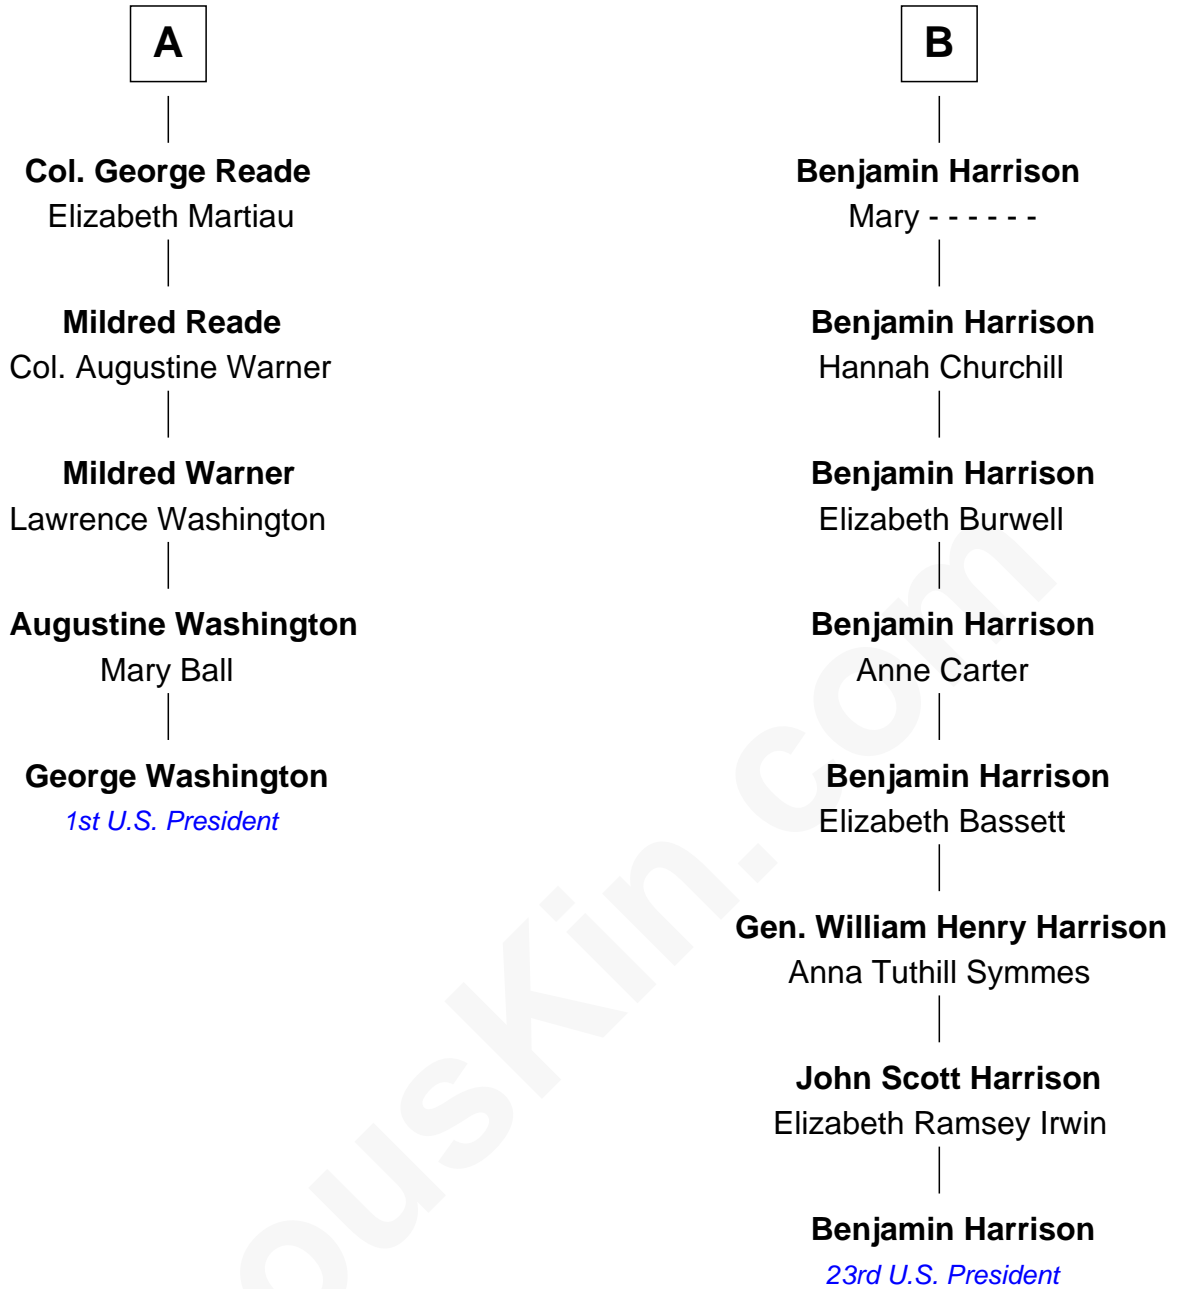 A
Col. George Reade
Elizabeth Martiau
Mildred Reade
Col. Augustine Warner
Mildred Warner
Lawrence Washington
Augustine Washington
Mary Ball
George Washington
1st U.S. President
B
Benjamin Harrison
Mary - - - - - -
Benjamin Harrison
Hannah Churchill
Benjamin Harrison
Elizabeth Burwell
Benjamin Harrison
Anne Carter
Benjamin Harrison
Elizabeth Bassett
Gen. William Henry Harrison
Anna Tuthill Symmes
John Scott Harrison
Elizabeth Ramsey Irwin
Benjamin Harrison
23rd U.S. President
ousKin.com